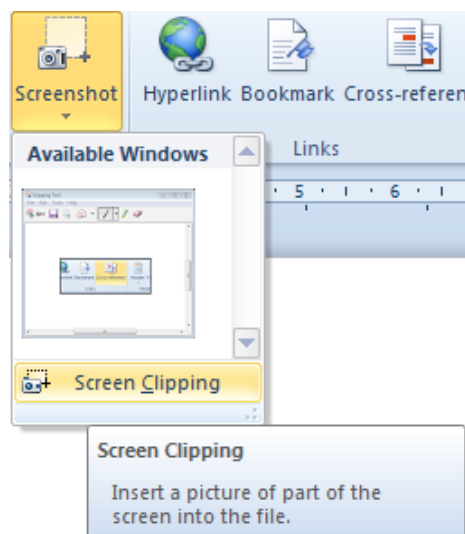 Screenshot
Hyperlink Bookmark Cross-referen
Available Windows
Links
5 6
Screen Clipping
Screen Clipping
Insert a picture of part of the
screen into the file.